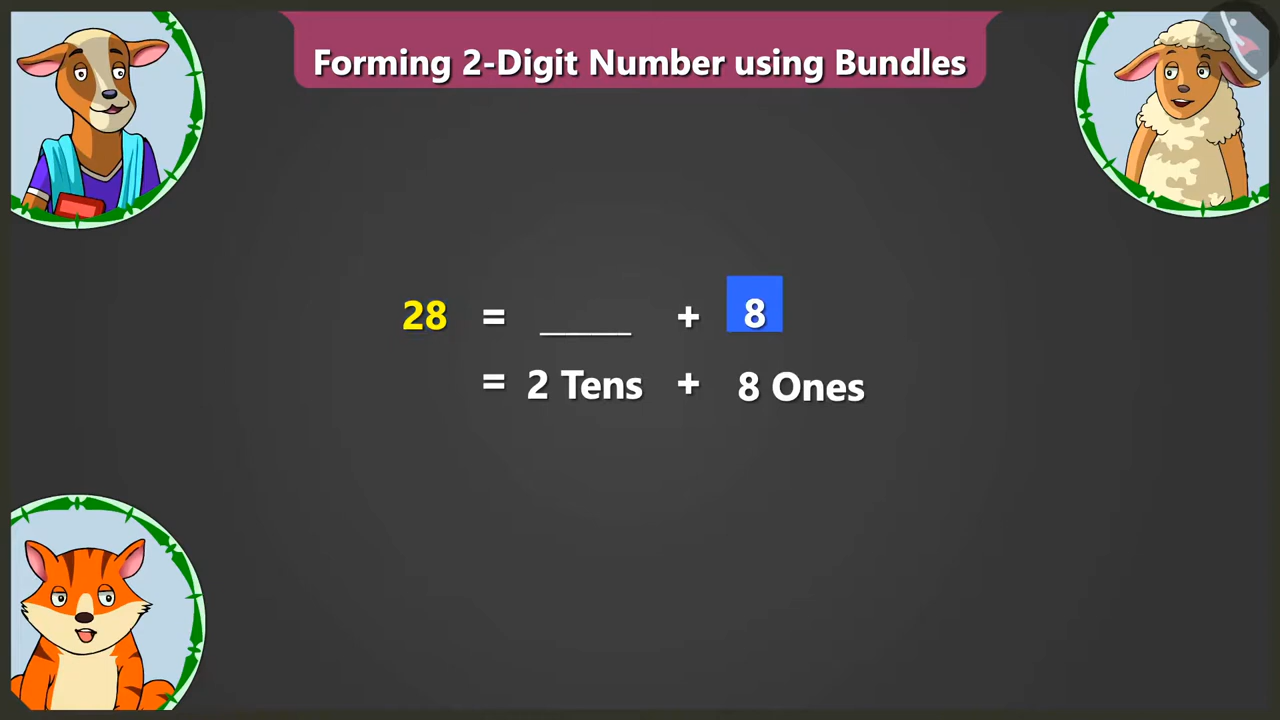 Forming 2-Digit Number using Bundles
28 = ____ + 8
= 2 Tens + 8 Ones